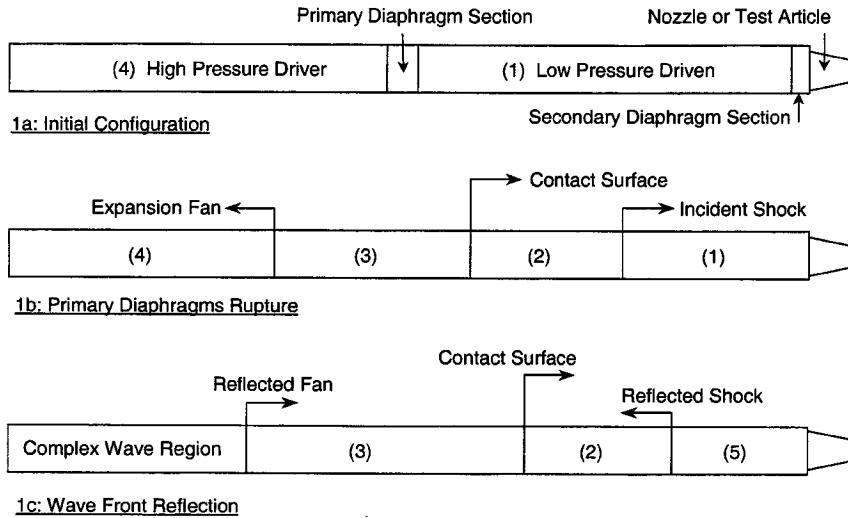 Primary Diaphragm Section
Nozzle or Test Article
(4) High Pressure Driver
(1) Low Pressure Driven
1a: Initial Configuration
Secondary Diaphragm Section
Contact Surface
Expansion Fan
Incident Shock
(4)
(3)
(2)
(1)
1b: Primary Diaphragms Rupture
Contact Surface
Reflected Fan
Reflected Shock
Complex Wave Region
(3)
(2)
(5)
1c: Wave Front Reflection